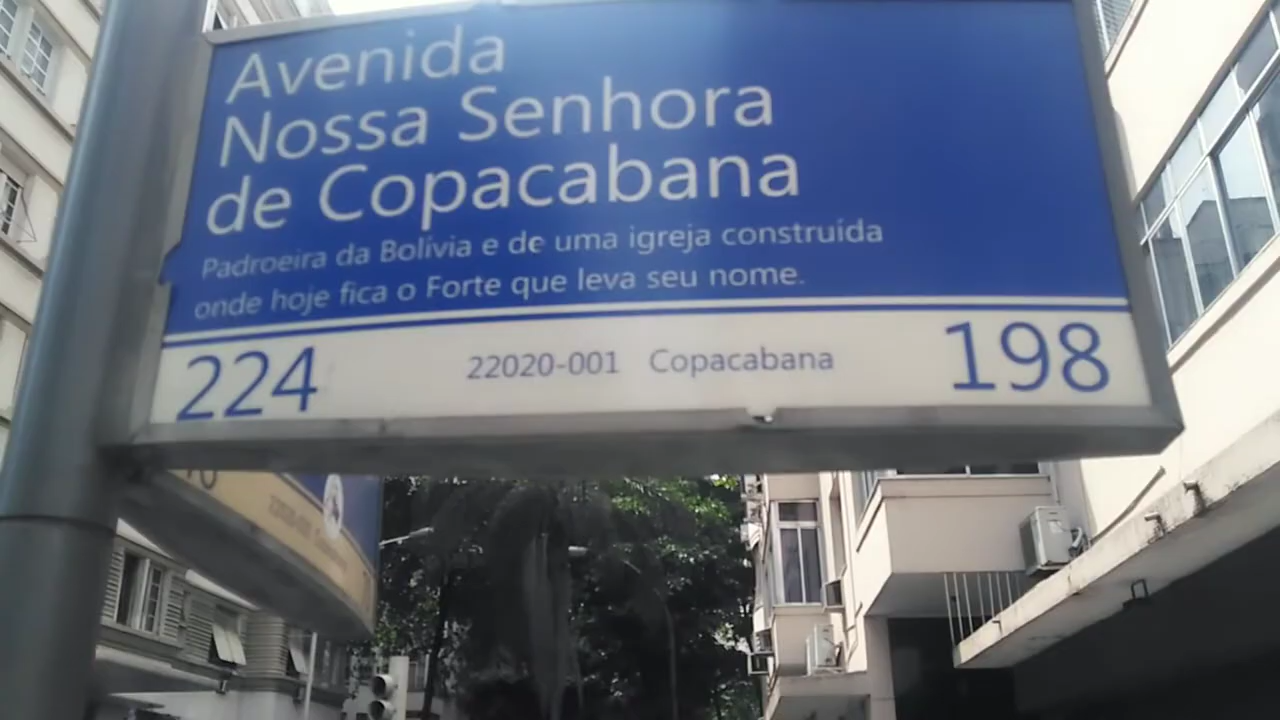 Avenida
Nossa Senhora
de Copacabana
Padroeira da Bolívia e de uma igreja construída
onde hoje fica o Forte que leva seu nome.
224 22020-001 Copacabana 198